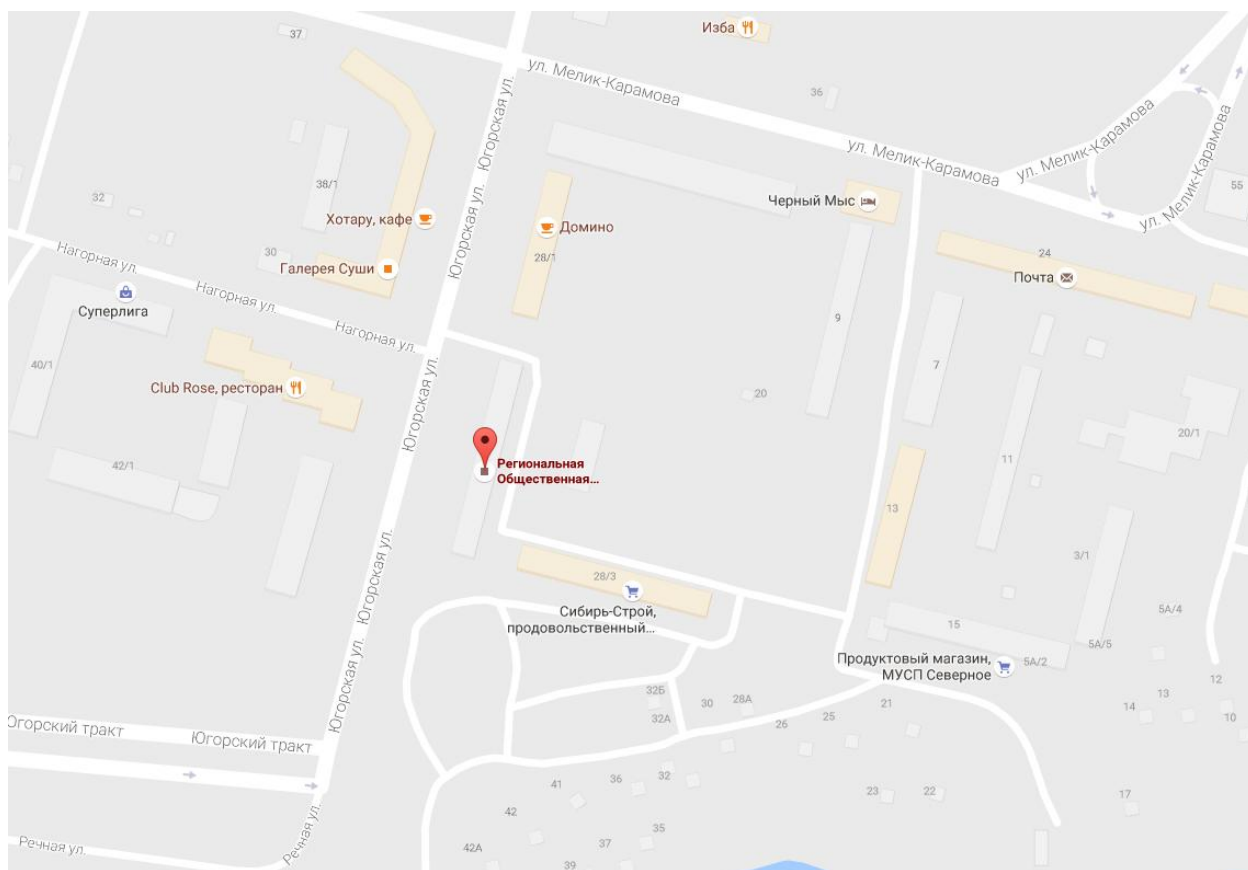 Изба
37
ул. Мелик-Карамова
36
Югорская ул.
ул. Мелик-Карамова
ул. Мелик-Карамова
ул. Мелик-Карамова
55
38/1
32
Черный Мыс
Югорская ул.
Хотару, кафе
Домино
28/1
24
Нагорная ул.
30
Галерея Суши
Почта
Нагорная ул.
Суперлига
9
Нагорная ул.
40/1
7
Club Rose, ресторан
20
Югорская ул.
20/1
42/1
11
Региональная
Общественная...
13
3/1
Югорская ул.
28/3
Сибирь-Строй,
продовольственный...
5А/4
15
5А/5
Югорская ул.
Продуктовый магазин,
МУСП Северное
5А/2
12
32Б
30
28А
13
21
14
10
32А
25
26
Югорская ул.
Югорский тракт
Югорский тракт
41
36
32
23
22
17
42
35
Речная ул.
Речная ул.
37
42А
39